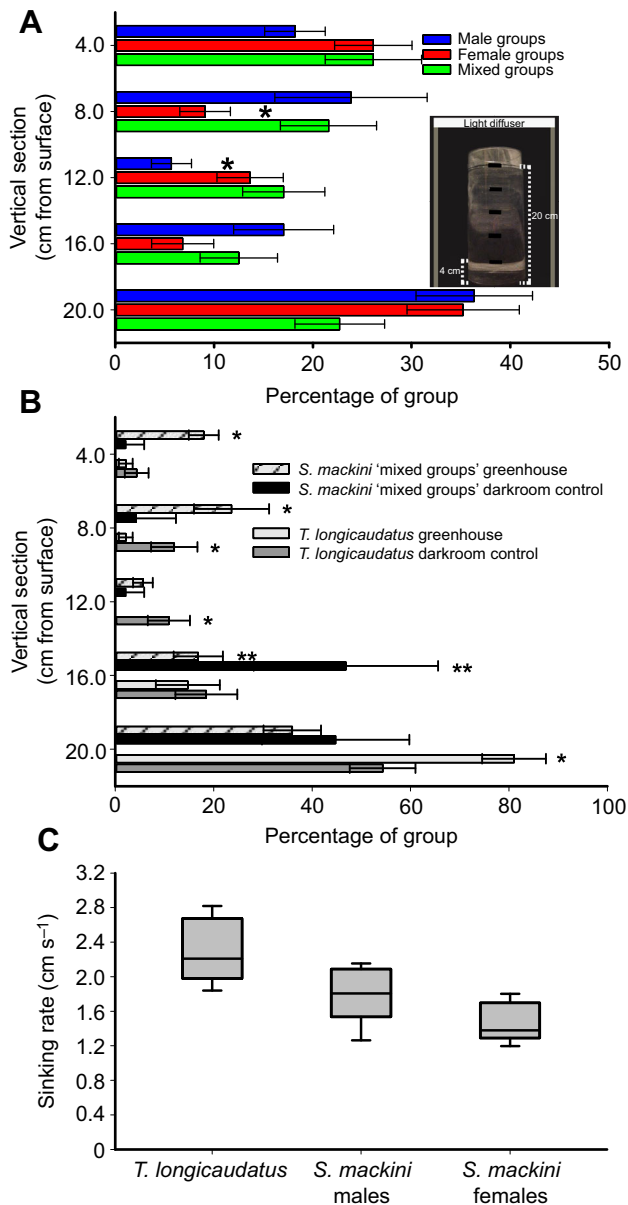 A
Vertical section
(cm from surface)
4.0
8.0
12.0
16.0
20.0
Male groups
Female groups
Mixed groups
*
*
Light diffuser
20 cm
4 cm
0 10 20 30 40 50
Percentage of group
B
Vertical section
(cm from surface)
4.0
8.0
12.0
16.0
20.0
S. mackini ‘mixed groups’ greenhouse
S. mackini ‘mixed groups’ darkroom control
T. longicaudatus greenhouse
T. longicaudatus darkroom control
*
*
*
*
**
**
*
0 20 40 60 80 100
Percentage of group
C
Sinking rate (cm s⁻¹)
3.2
2.8
2.4
2.0
1.6
1.2
0.8
0.4
0
T. longicaudatus
S. mackini
males
S. mackini
females